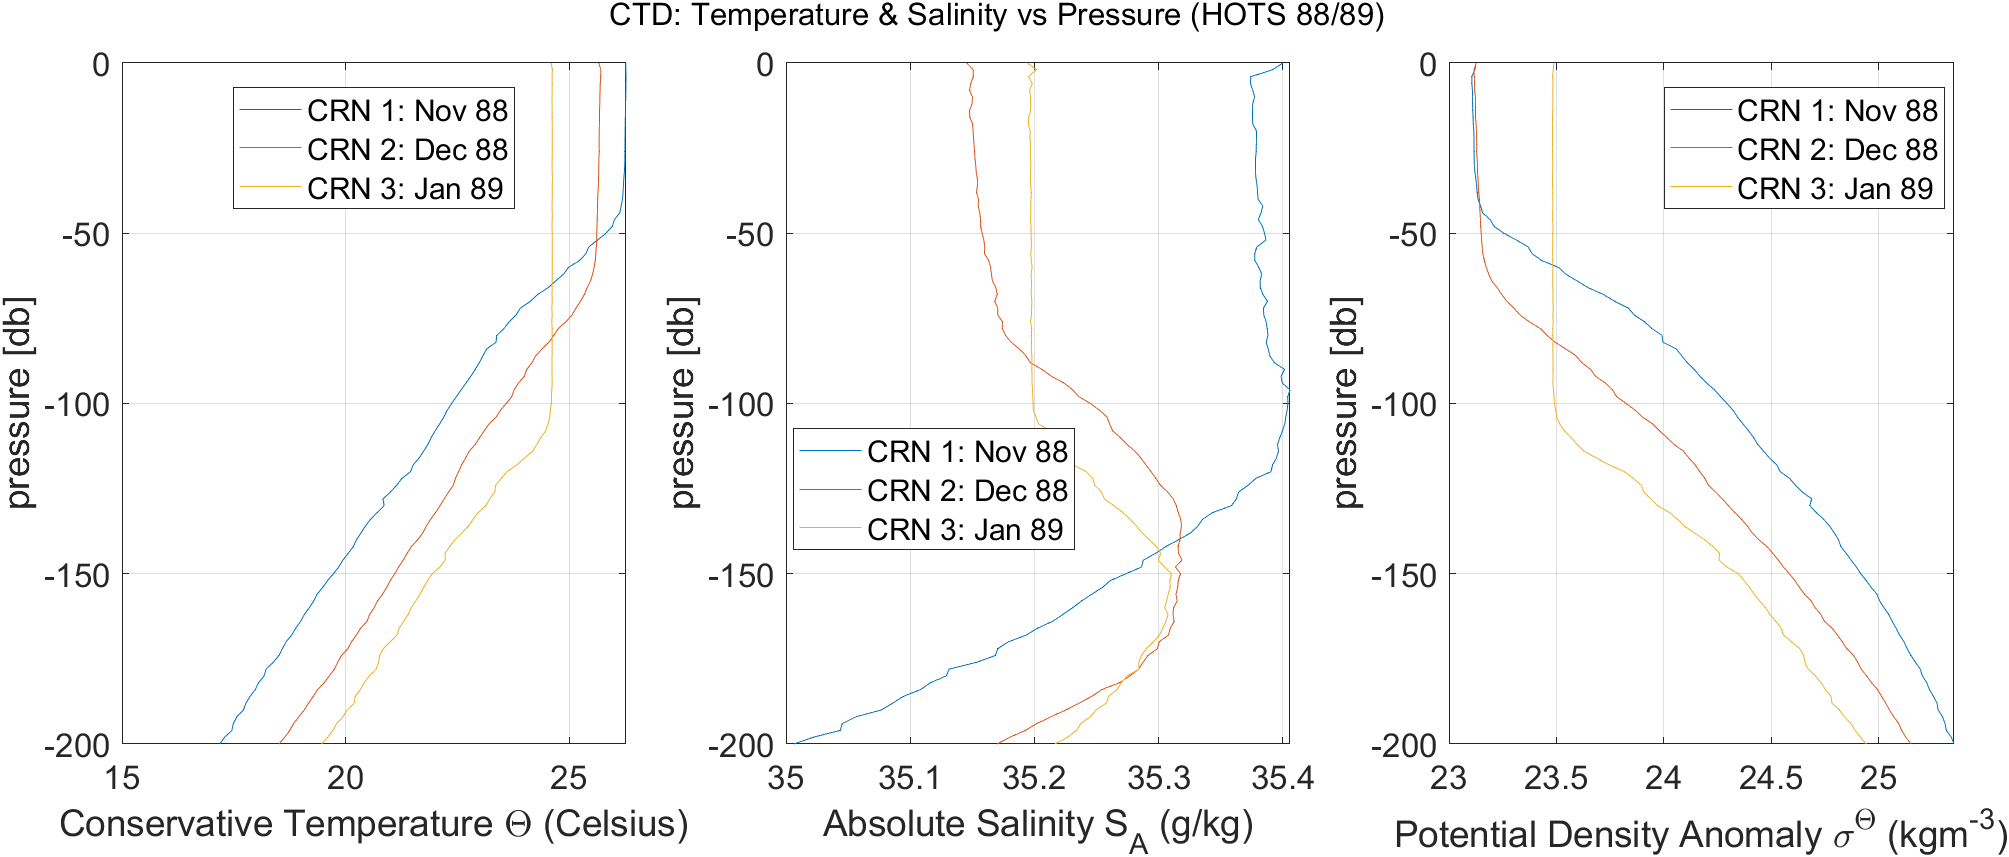 CTD: Temperature & Salinity vs Pressure (HOTS 88/89)
0
-50
-100
-150
-200
15
20
25
pressure [db]
Conservative Temperature Θ (Celsius)
CRN 1: Nov 88
CRN 2: Dec 88
CRN 3: Jan 89
0
-50
-100
-150
-200
35
35.1
35.2
35.3
35.4
pressure [db]
Absolute Salinity S_A (g/kg)
CRN 1: Nov 88
CRN 2: Dec 88
CRN 3: Jan 89
0
-50
-100
-150
-200
23
23.5
24
24.5
25
pressure [db]
Potential Density Anomaly σ^Θ (kgm^-3)
CRN 1: Nov 88
CRN 2: Dec 88
CRN 3: Jan 89